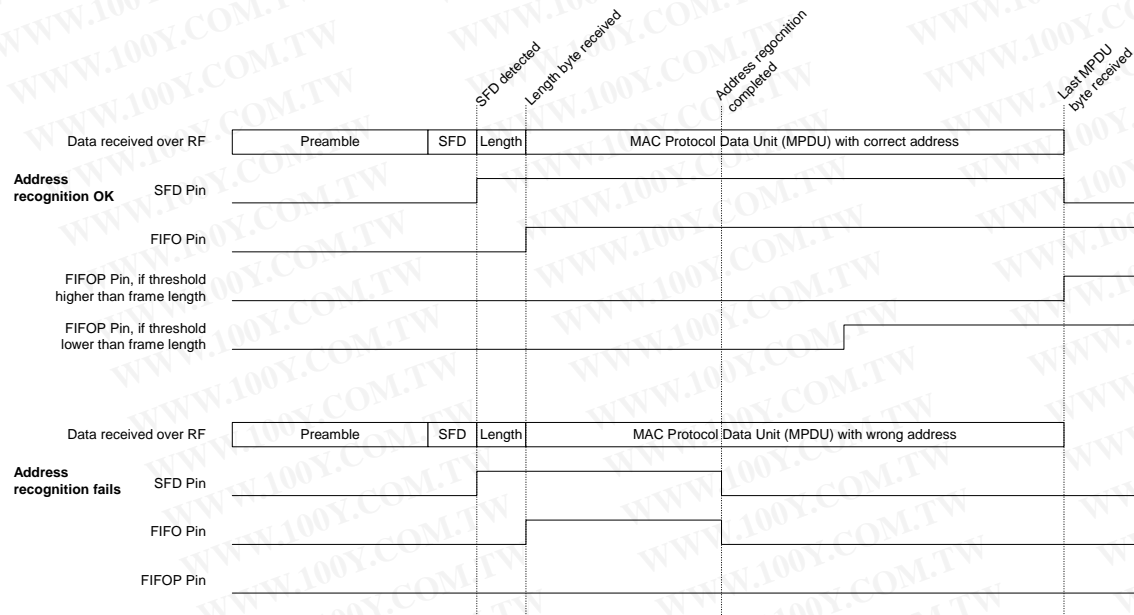 SFD detected
Length byte received
Address regocnition
completed
Last MPDU
byte received
Data received over RF
Preamble
SFD
Length
MAC Protocol Data Unit (MPDU) with correct address
Address
recognition OK
SFD Pin
FIFO Pin
FIFOP Pin, if threshold
higher than frame length
FIFOP Pin, if threshold
lower than frame length
Data received over RF
Preamble
SFD
Length
MAC Protocol Data Unit (MPDU) with wrong address
Address
recognition fails
SFD Pin
FIFO Pin
FIFOP Pin
WWW.100Y.COM.TW